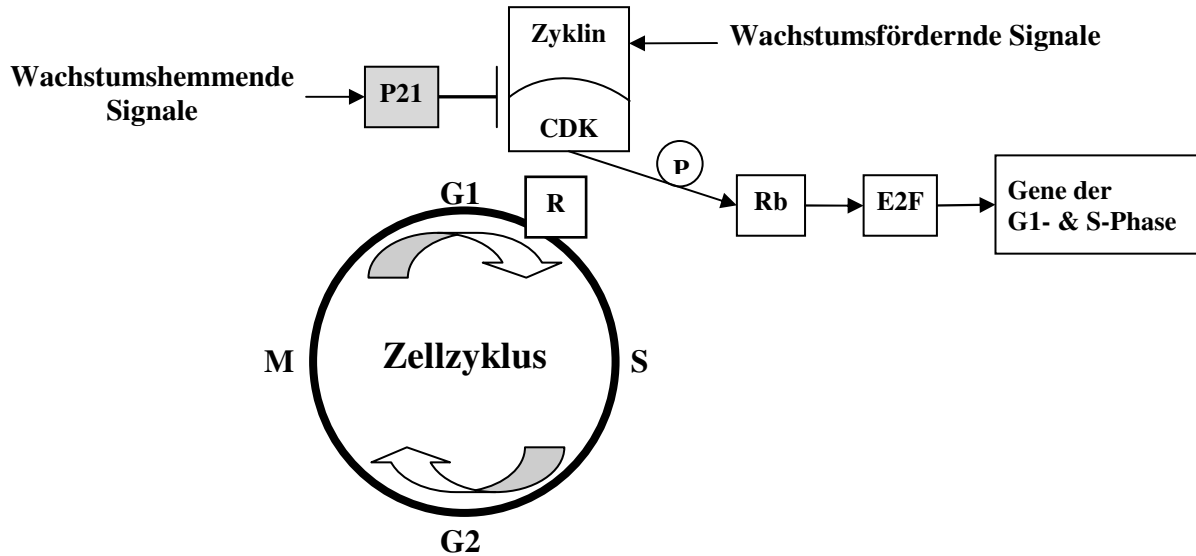 Zyklin
Wachstumsfördernde Signale
Wachstumshemmende
Signale
P21
CDK
P
Rb
E2F
Gene der
G1- & S-Phase
G1
R
M
Zellzyklus
S
G2